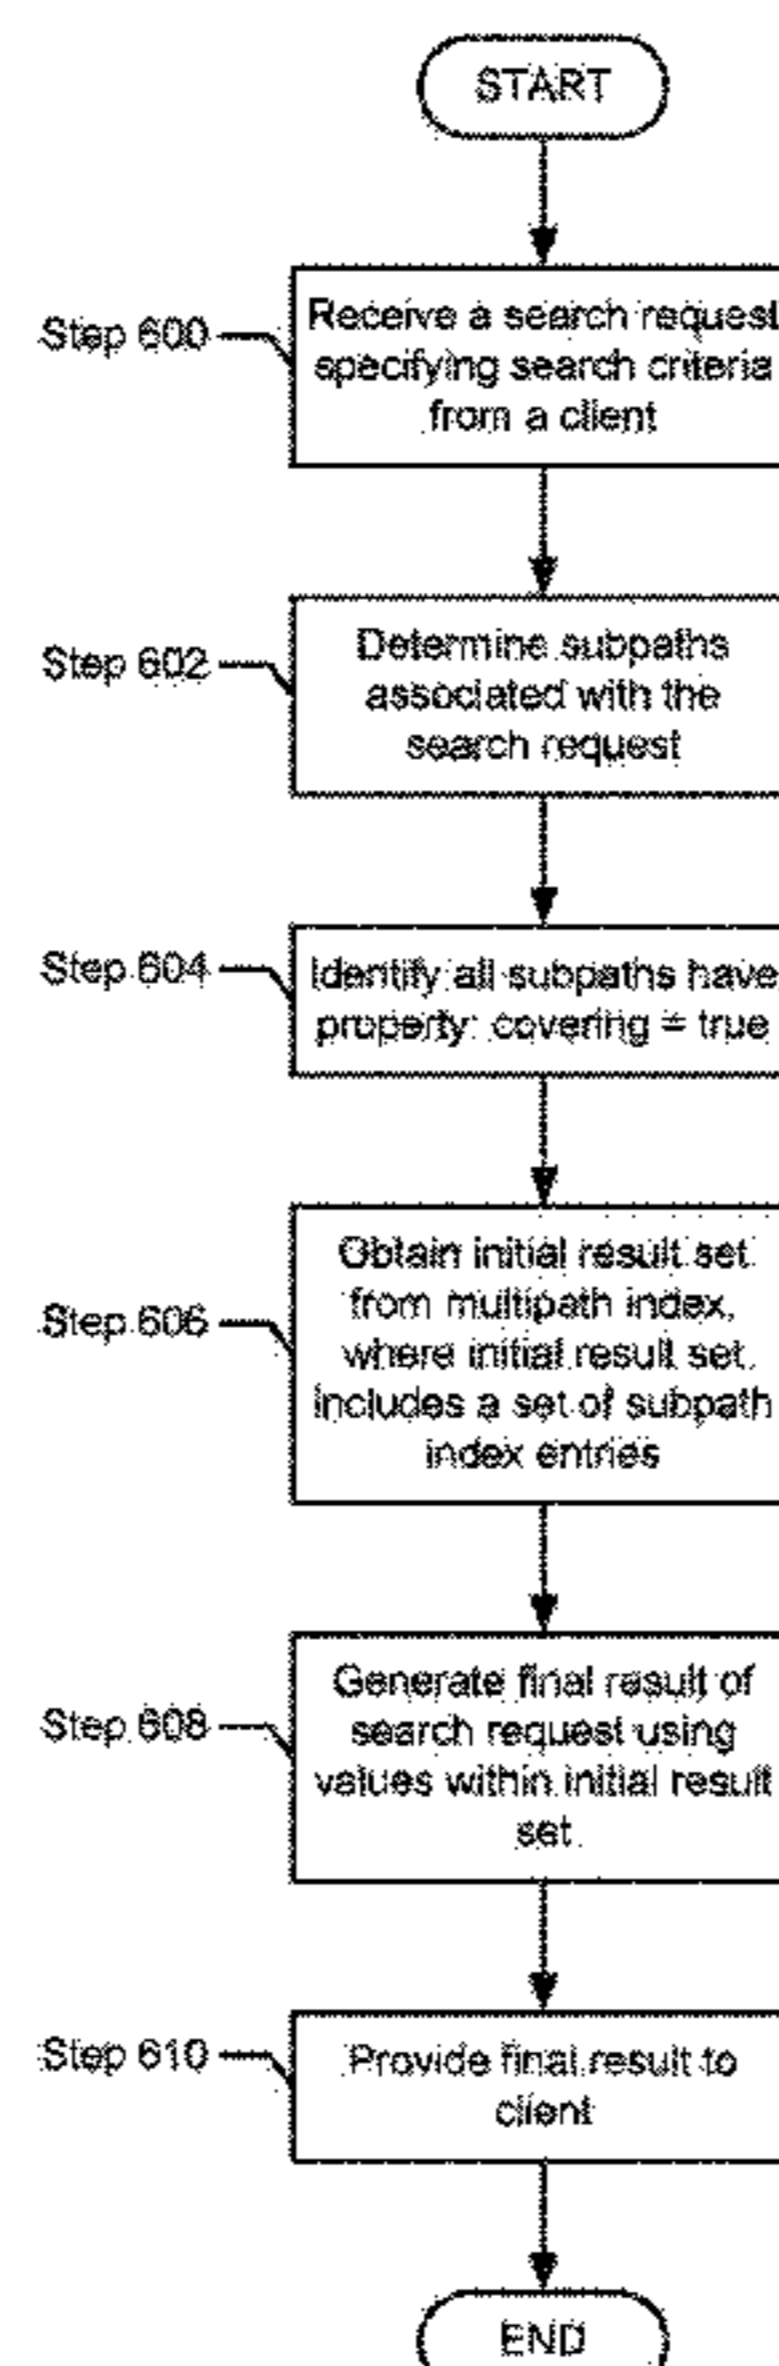 START
Step 600
Receive a search request
specifying search criteria
from a client
Step 602
Determine subpaths
associated with the
search request
Step 604
Identify all subpaths have
property: covering = true
Step 606
Obtain initial result set
from multipath index,
where initial result set
includes a set of subpath
index entries
Step 608
Generate final result of
search request using
values within initial result
set
Step 610
Provide final result to
client
END